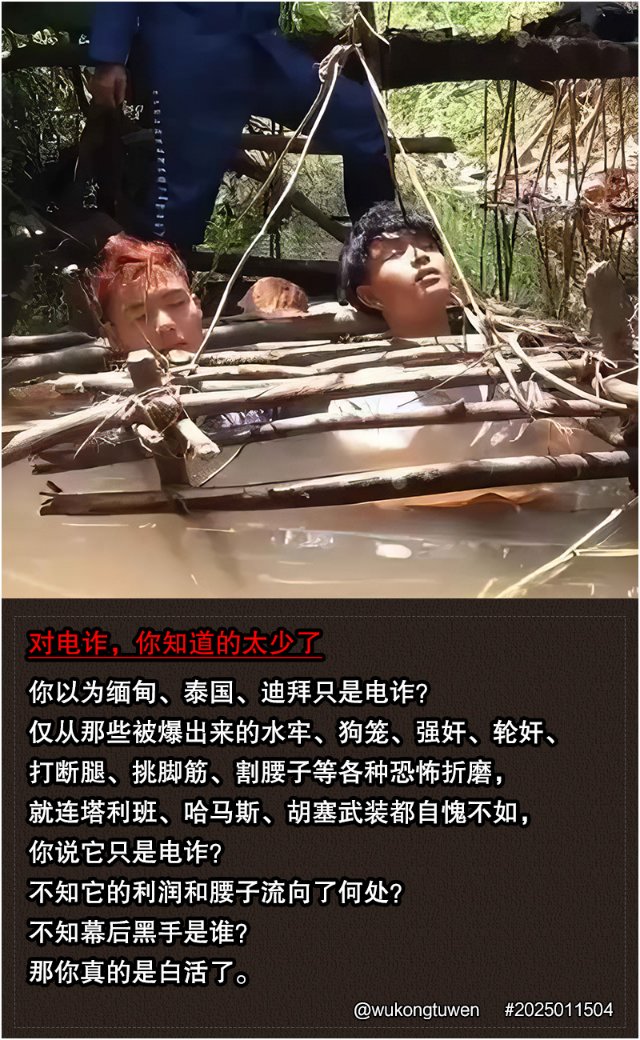 对电诈，你知道的太少了
你以为缅甸、泰国、迪拜只是电诈？
仅从那些被爆出来的水牢、狗笼、强奸、轮奸、
打断腿、挑脚筋、割腰子等各种恐怖折磨，
就连塔利班、哈马斯、胡塞武装都自愧不如，
你说它只是电诈？
不知它的利润和腰子流向了何处？
不知幕后黑手是谁？
那你真的是白活了。
@wukongtuwen #2025011504